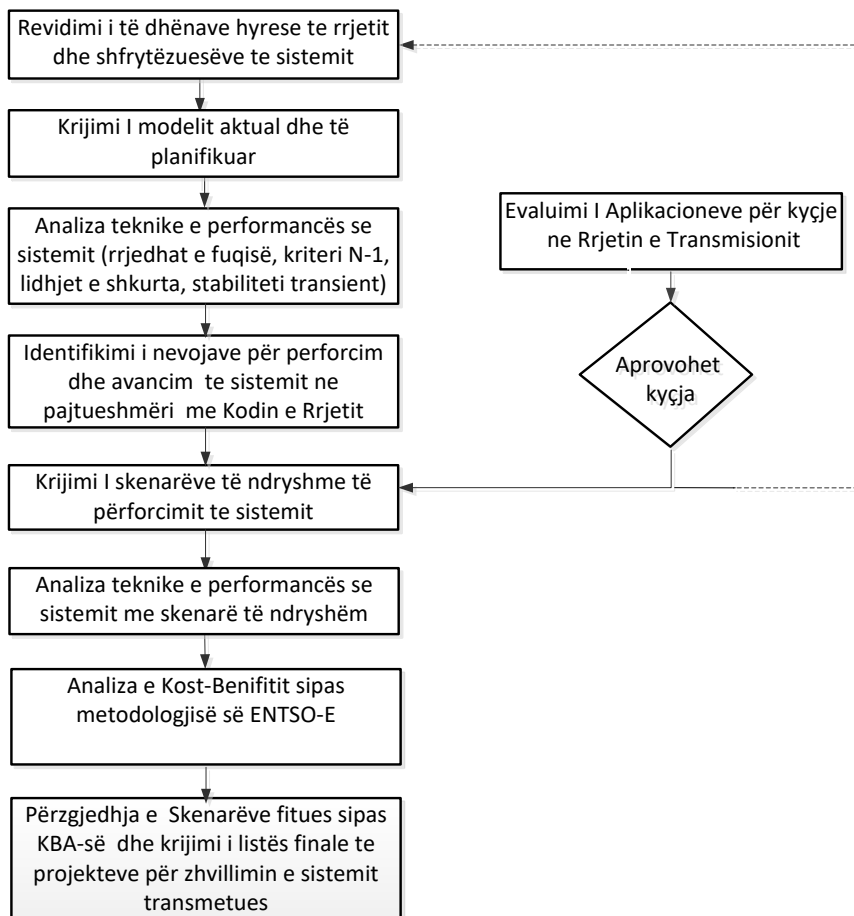 Revidimi i të dhënave hyrese te rrjetit
dhe shfrytëzuesëve te sistemit
Krijimi I modelit aktual dhe të
planifikuar
Analiza teknike e performancës se
sistemit (rrjedhat e fuqisë, kriteri N-1,
lidhjet e shkurta, stabiliteti transient)
Identifikimi i nevojave për perforcim
dhe avancim te sistemit ne
pajtueshmëri me Kodin e Rrjetit
Krijimi I skenarëve të ndryshme të
përforcimit te sistemit
Analiza teknike e performancës se
sistemit me skenarë të ndryshëm
Analiza e Kost-Benifitit sipas
metodologjisë së ENTSO-E
Përzgjedhja e Skenarëve fitues sipas
KBA-së dhe krijimi i listës finale te
projekteve për zhvillimin e sistemit
transmetues
Evaluimi I Aplikacioneve për kyçje
ne Rrjetin e Transmisionit
Aprovohet
kyçja